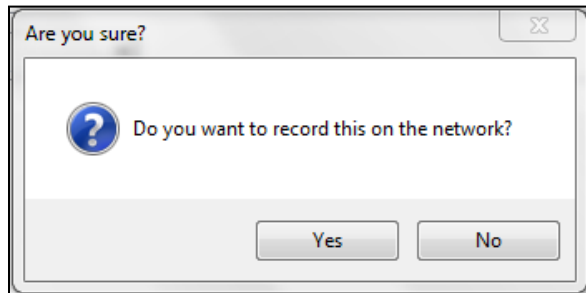 Are you sure?
Do you want to record this on the network?
Yes
No